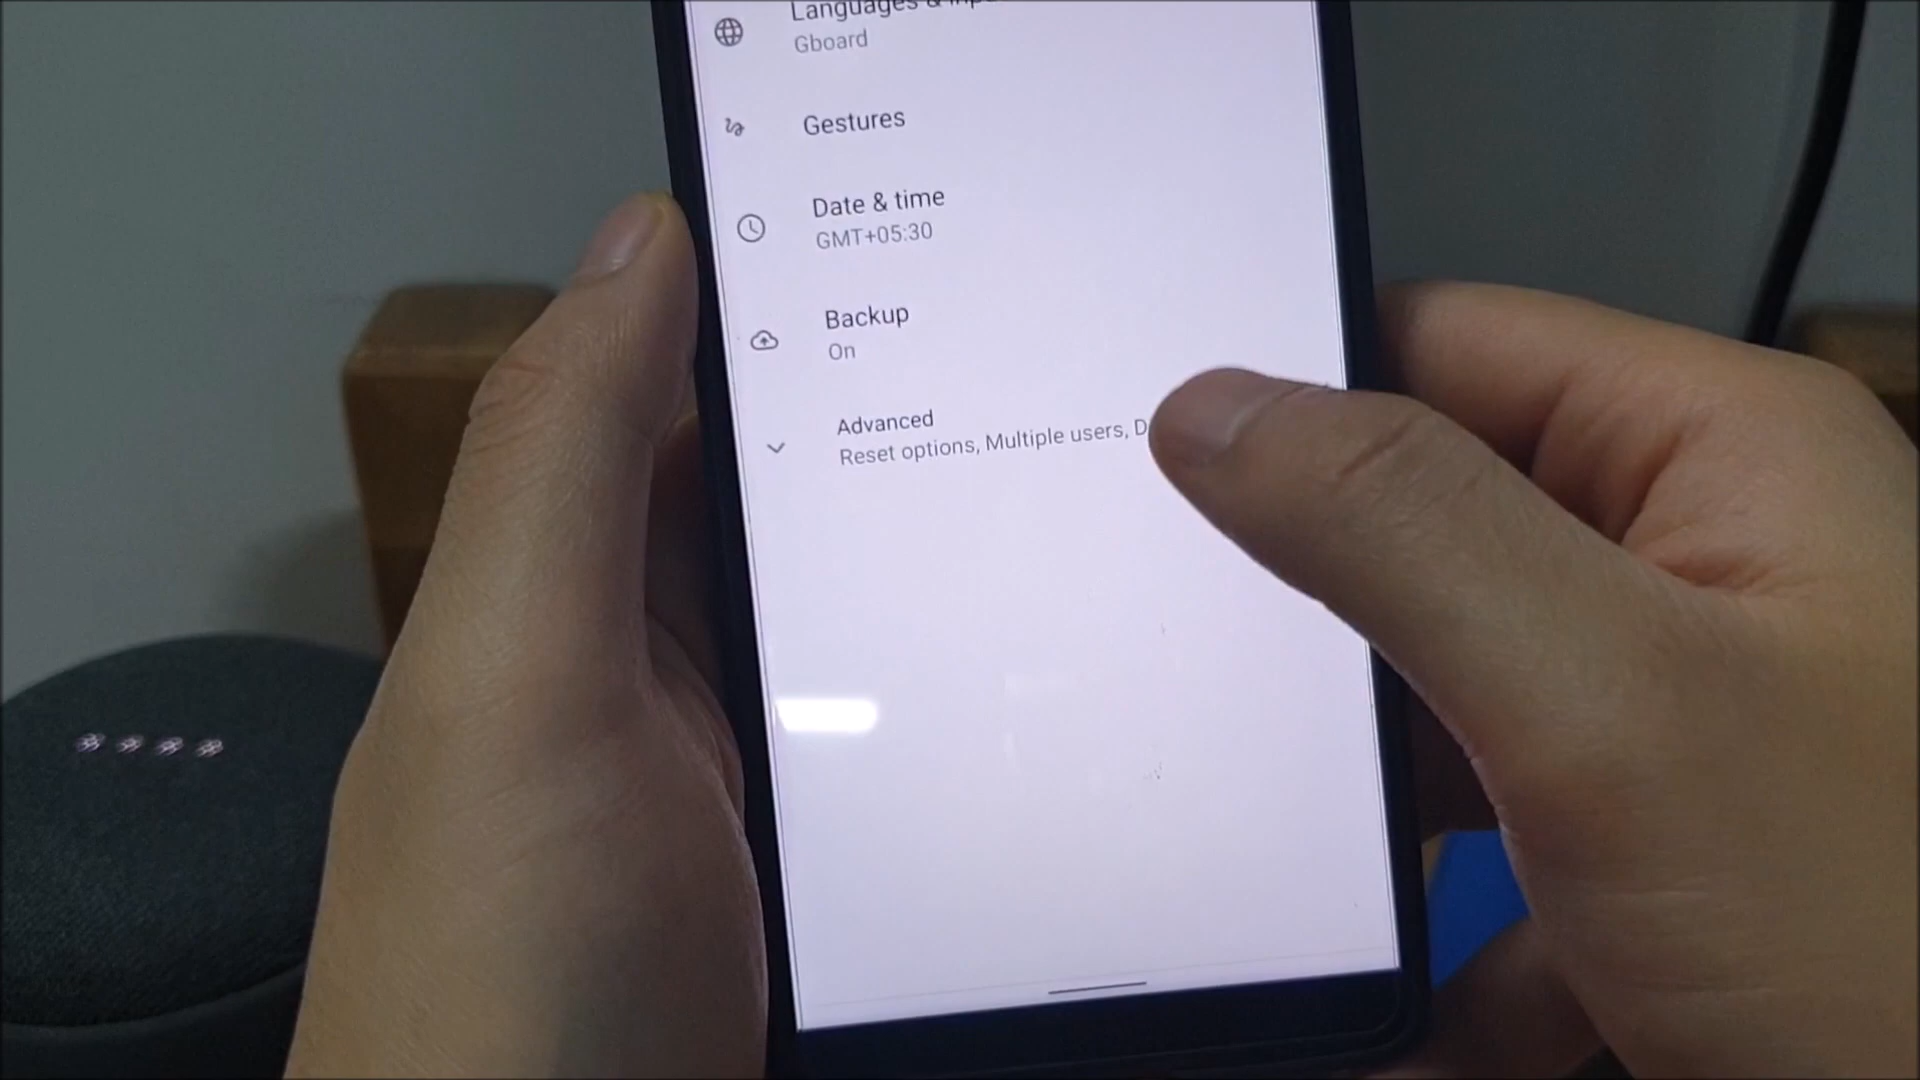 Languages &
Gboard
Gestures
Date & time
GMT+05:30
Backup
On
Advanced
Reset options, Multiple users, D